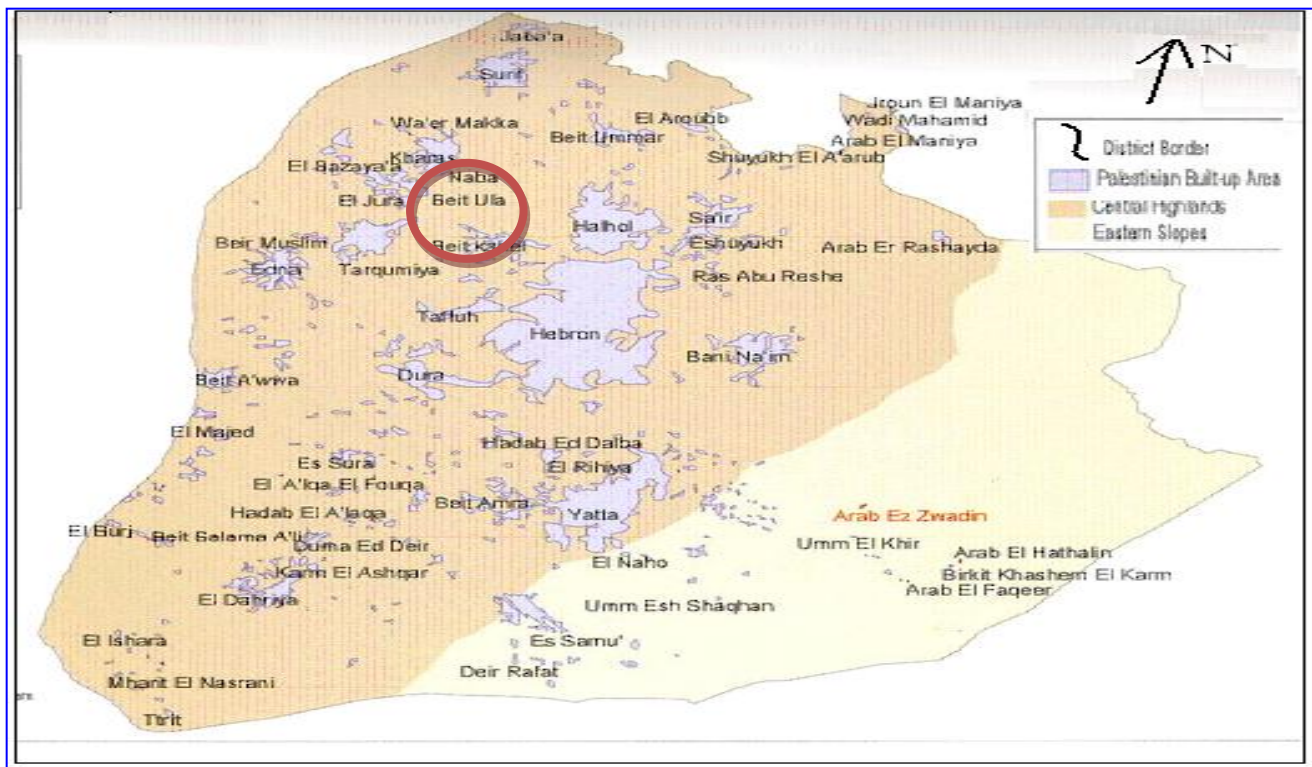 Jaba'a
N
Surif
Jroun El Maniya
Wa'er Makka
El Arqubb
Wadi Mahamid
Beit Ummar
Arab El Maniya
District Border
Kharas
Shuyukh El A'arub
El Bazaya'a
Naba
Palestinian Built-up Area
El Jura
Beit Ula
Central Highlands
Sa'ir
Halhol
Eastern Slopes
Beir Muslim
Beit Kahel
Eshuyukh
Arab Er Rashayda
Edna
Tarqumiya
Ras Abu Reshe
Taffuh
Hebron
Bani Na'im
Dura
Beit A'wwa
El Majed
Hadab Ed Dalba
Es Sura
El Rihiya
El A'lqa El Fouqa
Beit Amra
Hadab El A'laqa
Yatta
Arab Ez Zwadin
El Burj
Beit Salama A'li
Duma Ed Deir
Umm El Khir
Arab El Hathalin
El Naho
Karm El Ashqar
Birkit Khashem El Karm
Arab El Faqeer
El Dahriya
Umm Esh Shaqhan
El Ishara
Es Samu'
Deir Rafat
Mharit El Nasrani
Ttrit